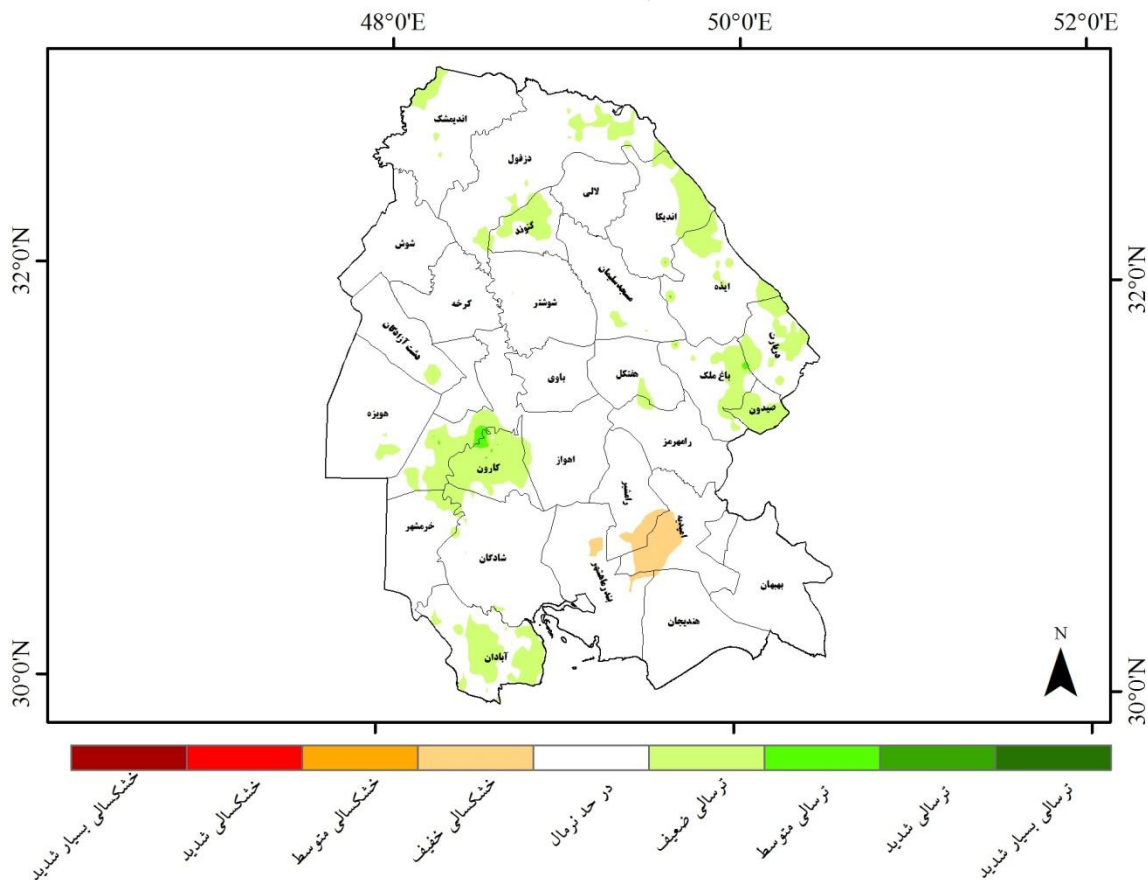 48°0'E 50°0'E 52°0'E
اندیمشک
دزفول
لالی
اندیکا
گتوند
شوش
32°0'N 32°0'N
ایذه
مسجدسلیمان
شوشتر
کرخه
دشت آزادگان
دزپارت
باغ ملک
هفتکل
باوی
صیدون
هویزه
رامهرمز
اهواز
کارون
رامشیر
امیدیه
خرمشهر
شادگان
بندرماهشهر
بهبهان
هندیجان
آبادان
N
30°0'N 30°0'N
خشکسالی بسیار شدید
خشکسالی شدید
خشکسالی متوسط
خشکسالی خفیف
در حد نرمال
ترسالی ضعیف
ترسالی متوسط
ترسالی شدید
ترسالی بسیار شدید